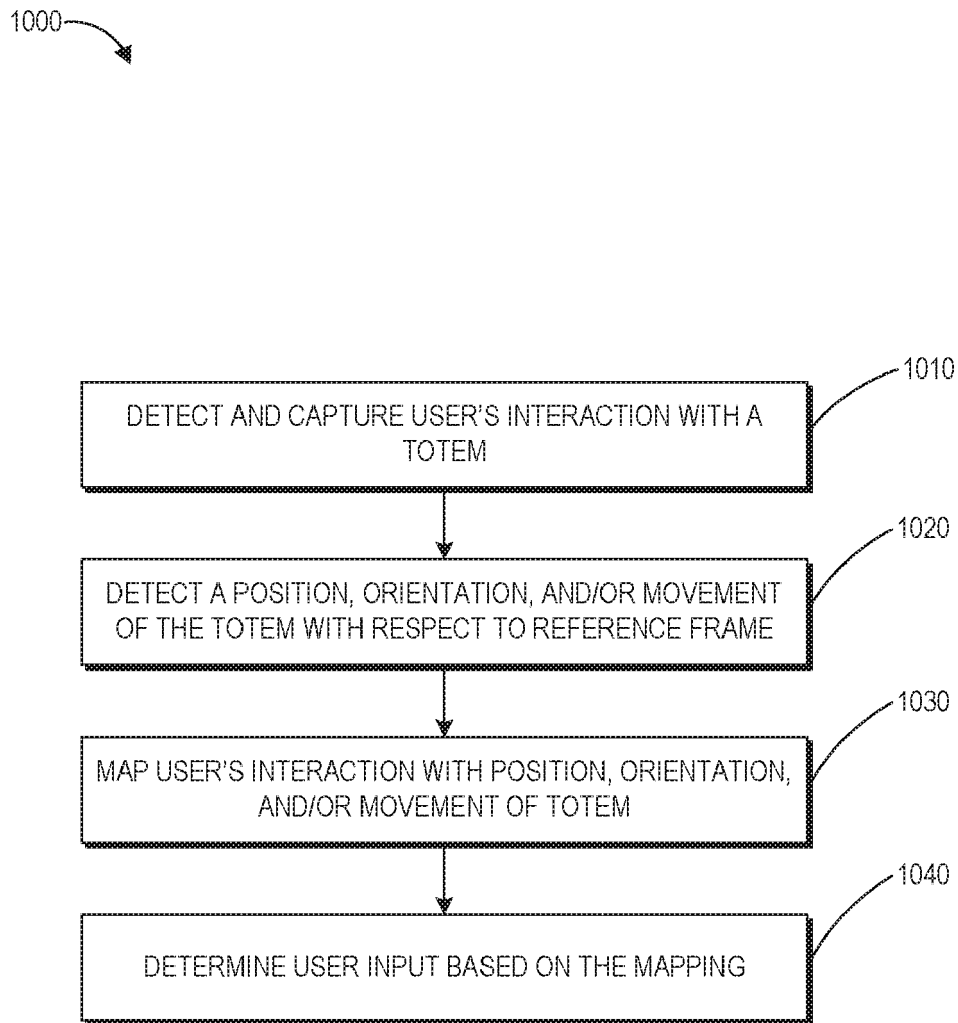 1000
1010
DETECT AND CAPTURE USER'S INTERACTION WITH A
TOTEM
1020
DETECT A POSITION, ORIENTATION, AND/OR MOVEMENT
OF THE TOTEM WITH RESPECT TO REFERENCE FRAME
1030
MAP USER'S INTERACTION WITH POSITION, ORIENTATION,
AND/OR MOVEMENT OF TOTEM
1040
DETERMINE USER INPUT BASED ON THE MAPPING